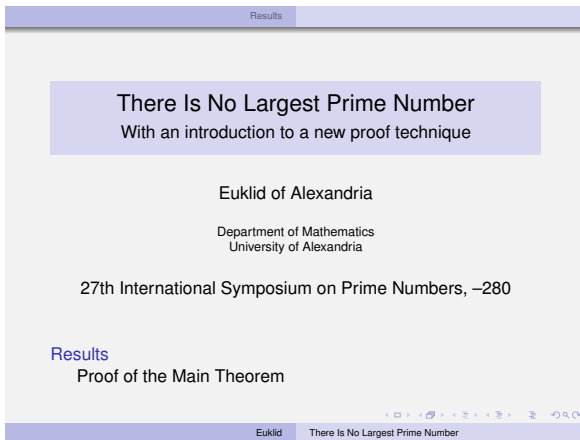 Results
There Is No Largest Prime Number
With an introduction to a new proof technique
Euklid of Alexandria
Department of Mathematics
University of Alexandria
27th International Symposium on Prime Numbers, –280
Results
Proof of the Main Theorem
Euklid There Is No Largest Prime Number